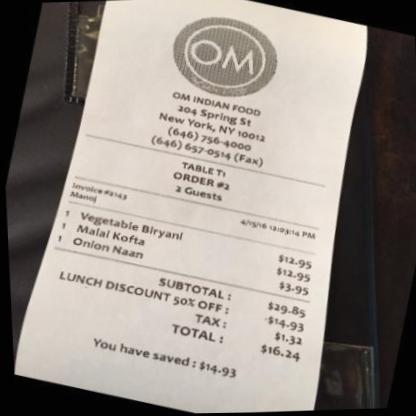 OM
OM INDIAN FOOD
204 Spring St
New York, NY 10012
(646) 756-4000
(646) 657-0514 (Fax)
TABLE T1
ORDER #2
2 Guests
Invoice #2143 4/15/16 12:03:14 PM
Manoj
1 Vegetable Biryani $12.95
1 Malai Kofta $12.95
1 Onion Naan $3.95
SUBTOTAL : $29.85
LUNCH DISCOUNT 50% OFF : -$14.93
TAX : $1.32
TOTAL : $16.24
You have saved : $14.93